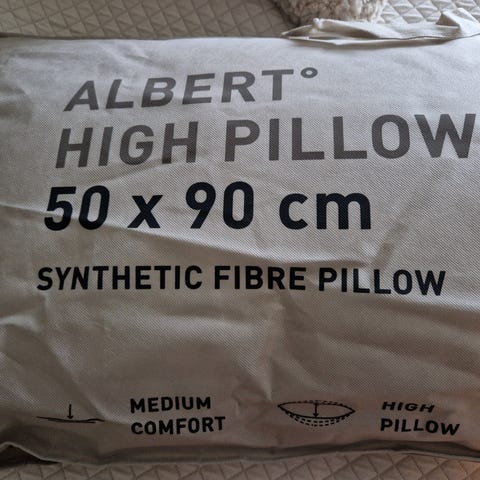 ALBERT°
HIGH PILLOW
50 x 90 cm
SYNTHETIC FIBRE PILLOW
MEDIUM
COMFORT
HIGH
PILLOW